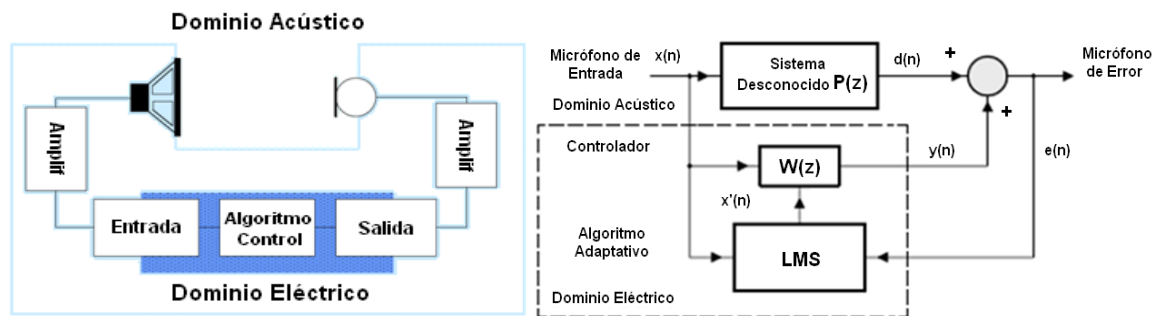 Dominio Acústico
Amplif
Amplif
Entrada
Algoritmo
Control
Salida
Dominio Eléctrico
Micrófono de
Entrada
x(n)
Sistema
Desconocido P(z)
d(n)
+
Micrófono
de Error
Dominio Acústico
+
Controlador
W(z)
y(n)
e(n)
x'(n)
Algoritmo
Adaptativo
LMS
Dominio Eléctrico